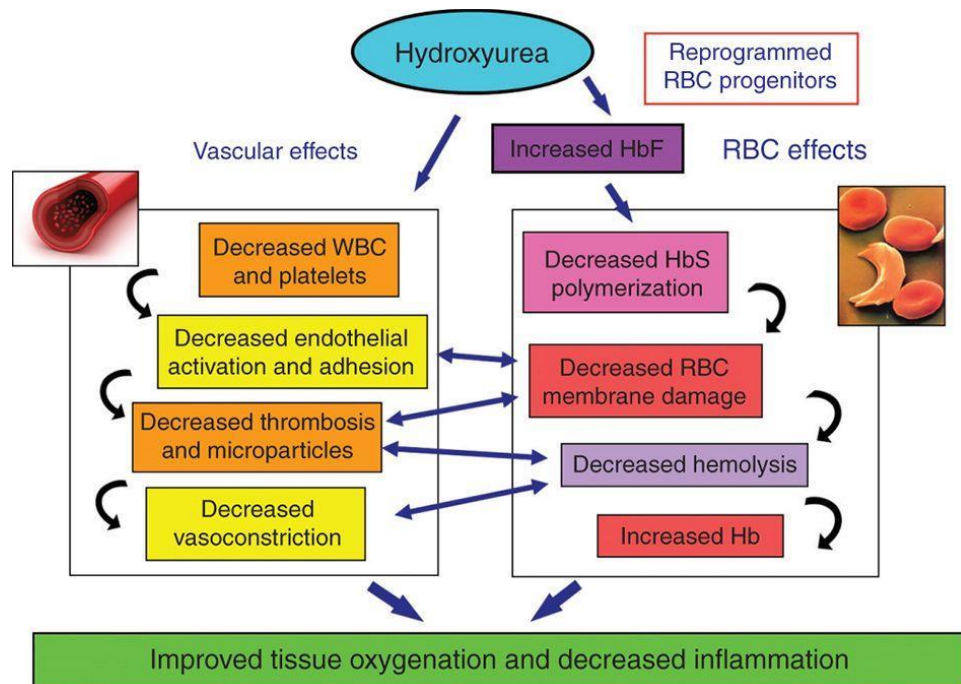 Hydroxyurea
Reprogrammed
RBC progenitors
Vascular effects
Increased HbF
RBC effects
Decreased WBC
and platelets
Decreased endothelial
activation and adhesion
Decreased thrombosis
and microparticles
Decreased
vasoconstriction
Decreased HbS
polymerization
Decreased RBC
membrane damage
Decreased hemolysis
Increased Hb
Improved tissue oxygenation and decreased inflammation